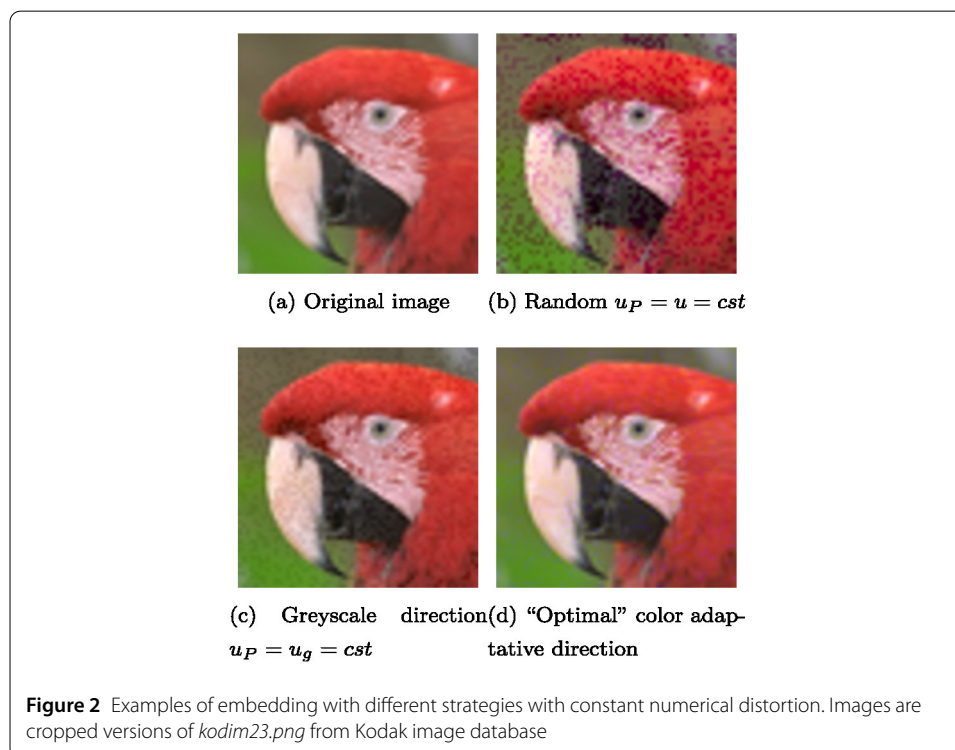 (a) Original image
(b) Random u_P = u = cst
(c) Greyscale direction
u_P = u_g = cst
(d) “Optimal” color adap-
tative direction
Figure 2 Examples of embedding with different strategies with constant numerical distortion. Images are
cropped versions of kodim23.png from Kodak image database